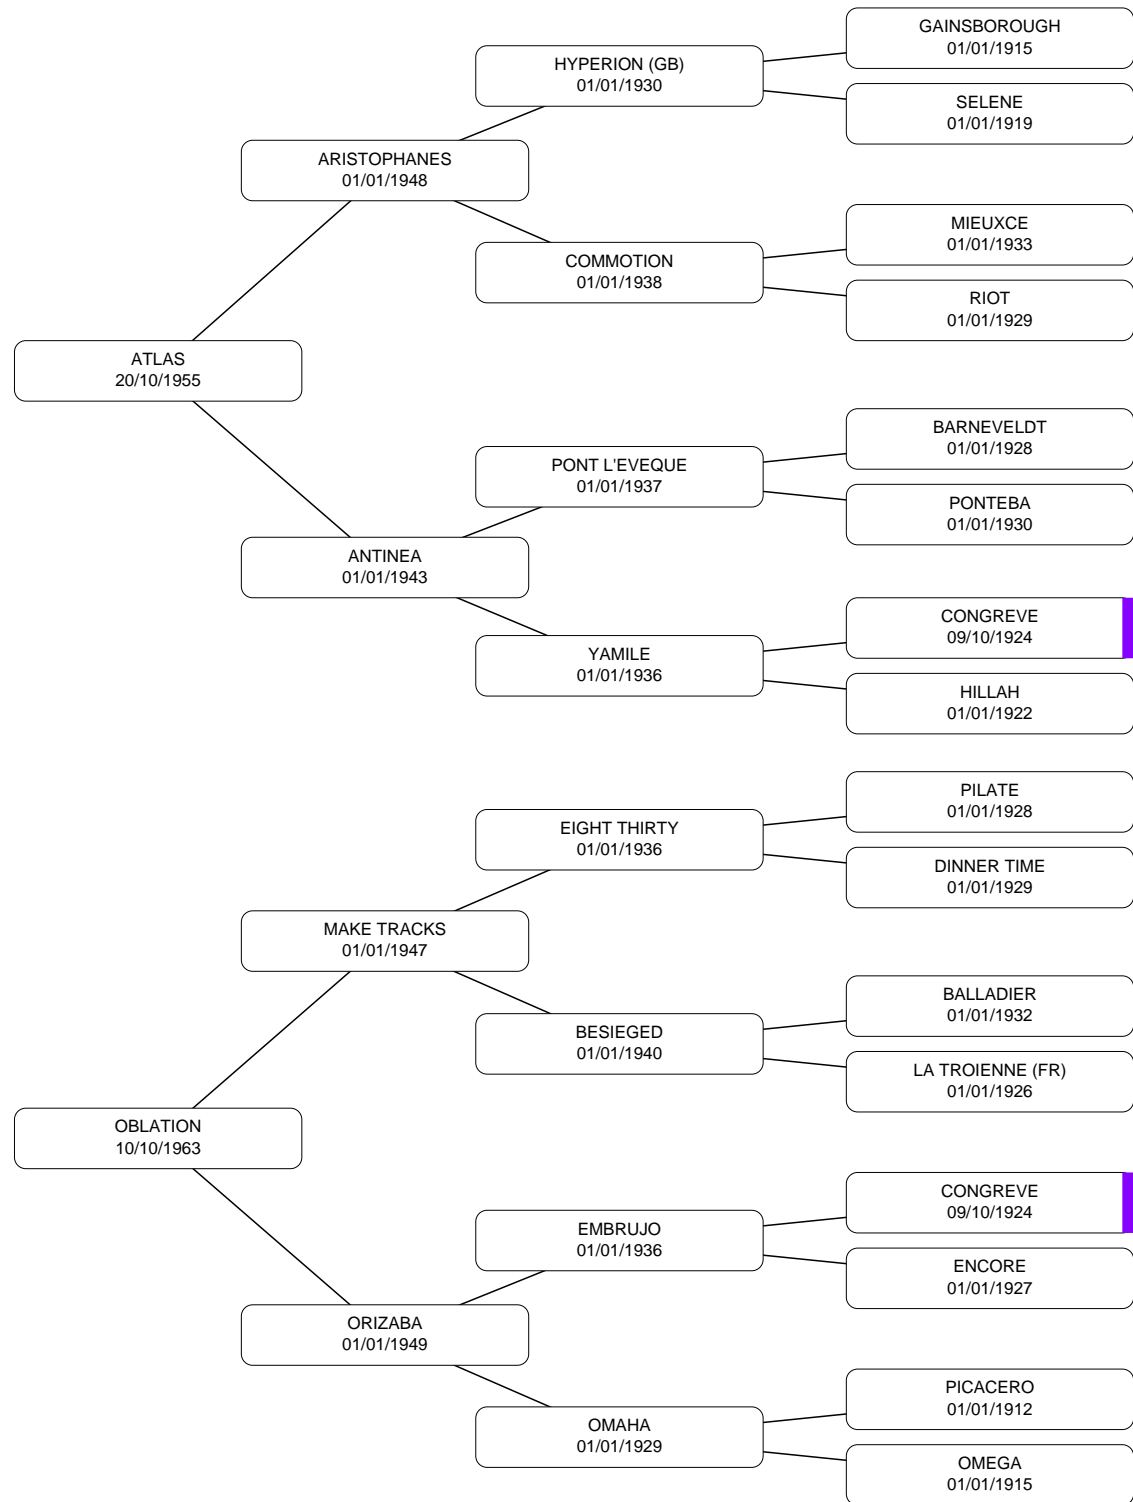 GAINSBOROUGH
01/01/1915
HYPERION (GB)
01/01/1930
SELENE
01/01/1919
ARISTOPHANES
01/01/1948
MIEUXCE
01/01/1933
COMMOTION
01/01/1938
RIOT
01/01/1929
ATLAS
20/10/1955
BARNEVELDT
01/01/1928
PONT L'EVEQUE
01/01/1937
PONTEBA
01/01/1930
ANTINEA
01/01/1943
CONGREVE
09/10/1924
YAMILE
01/01/1936
HILLAH
01/01/1922
PILATE
01/01/1928
EIGHT THIRTY
01/01/1936
DINNER TIME
01/01/1929
MAKE TRACKS
01/01/1947
BALLADIER
01/01/1932
BESIEGED
01/01/1940
LA TROIENNE (FR)
01/01/1926
OBLATION
10/10/1963
CONGREVE
09/10/1924
EMBRUJO
01/01/1936
ENCORE
01/01/1927
ORIZABA
01/01/1949
PICACERO
01/01/1912
OMAHA
01/01/1929
OMEGA
01/01/1915